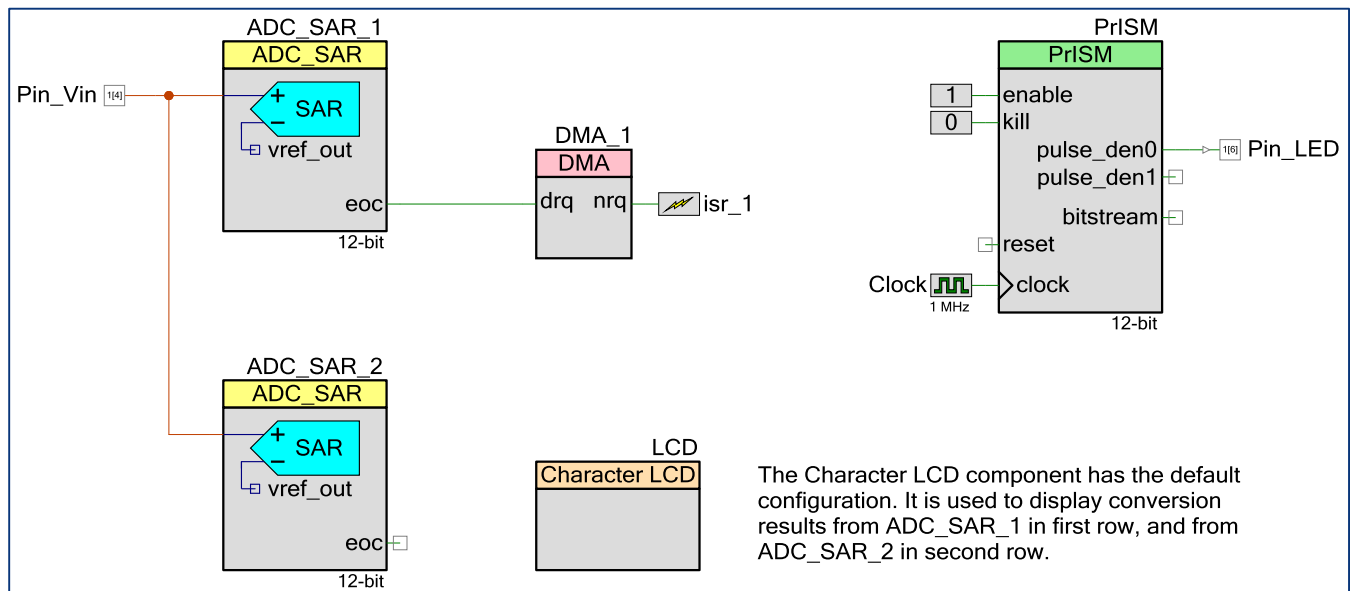 ADC_SAR_1
ADC_SAR
Pin_Vin 1[4]
+
SAR
−
vref_out
eoc
12-bit
DMA_1
DMA
drq nrq
isr_1
PrISM
PrISM
1 enable
0 kill
pulse_den0 1[6] Pin_LED
pulse_den1
bitstream
reset
Clock clock
1 MHz
12-bit
ADC_SAR_2
ADC_SAR
+
SAR
−
vref_out
eoc
12-bit
LCD
Character LCD
The Character LCD component has the default
configuration. It is used to display conversion
results from ADC_SAR_1 in first row, and from
ADC_SAR_2 in second row.